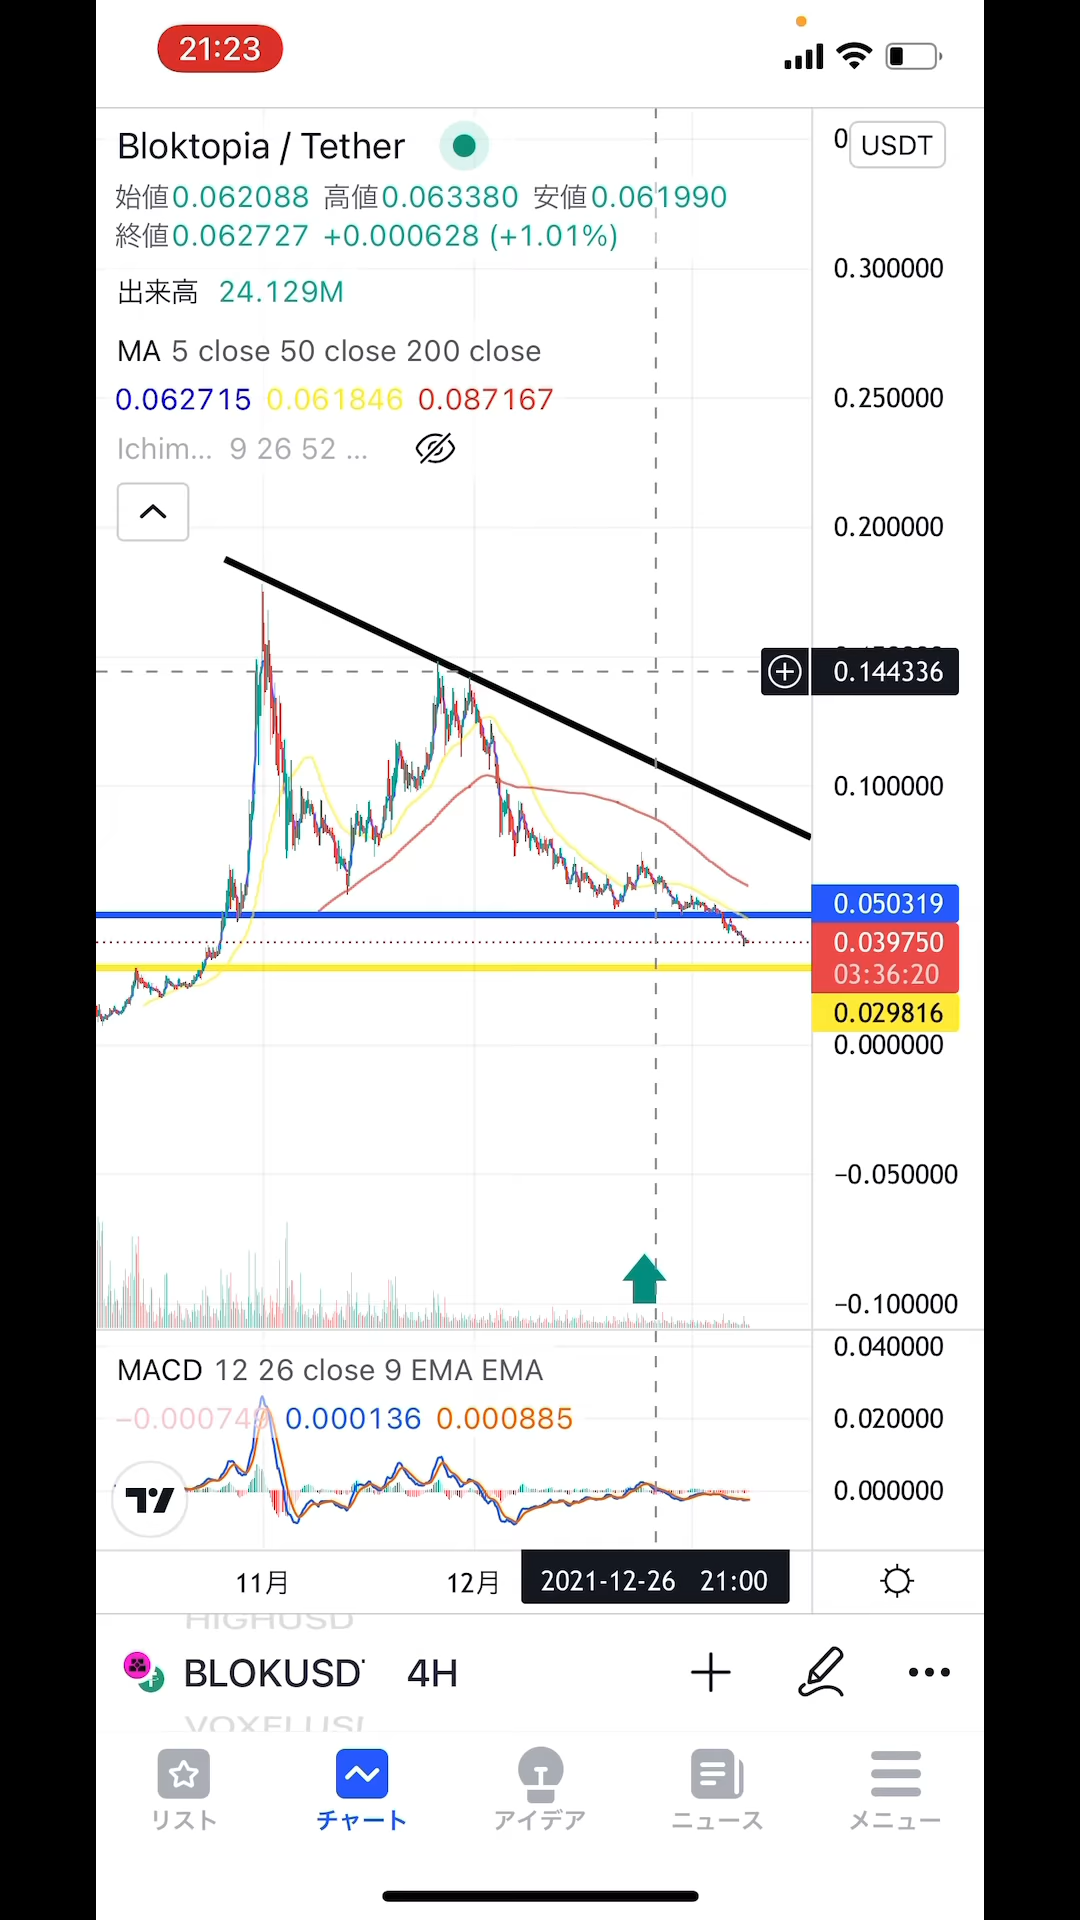 21:23
Bloktopia / Tether
USDT
始値0.062088 高値0.063380 安値0.061990
終値0.062727 +0.000628 (+1.01%)
出来高 24.129M
MA 5 close 50 close 200 close
0.062715 0.061846 0.087167
Ichim... 9 26 52 ...
0.300000
0.250000
0.200000
0.144336
0.100000
0.050319
0.039750
03:36:20
0.029816
0.000000
−0.050000
−0.100000
0.040000
MACD 12 26 close 9 EMA EMA
−0.000749 0.000136 0.000885
0.020000
0.000000
11月 12月 2021-12-26 21:00
HIGHUSD
BLOKUSD 4H
VOXELUS
リスト チャート アイデア ニュース メニュー